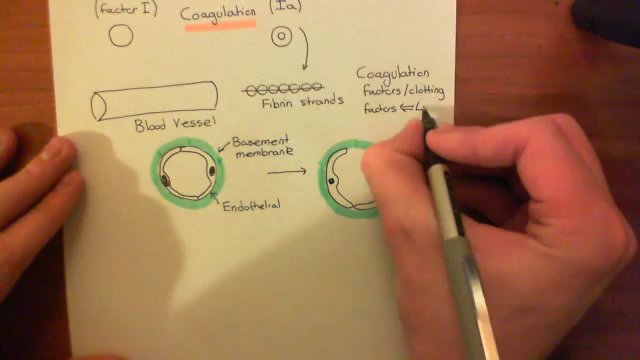 (factor I) Coagulation (Ia)
Coagulation
factors/clotting
factors ⇐
Fibrin strands
Blood Vessel
Basement
membrane
Endothelial